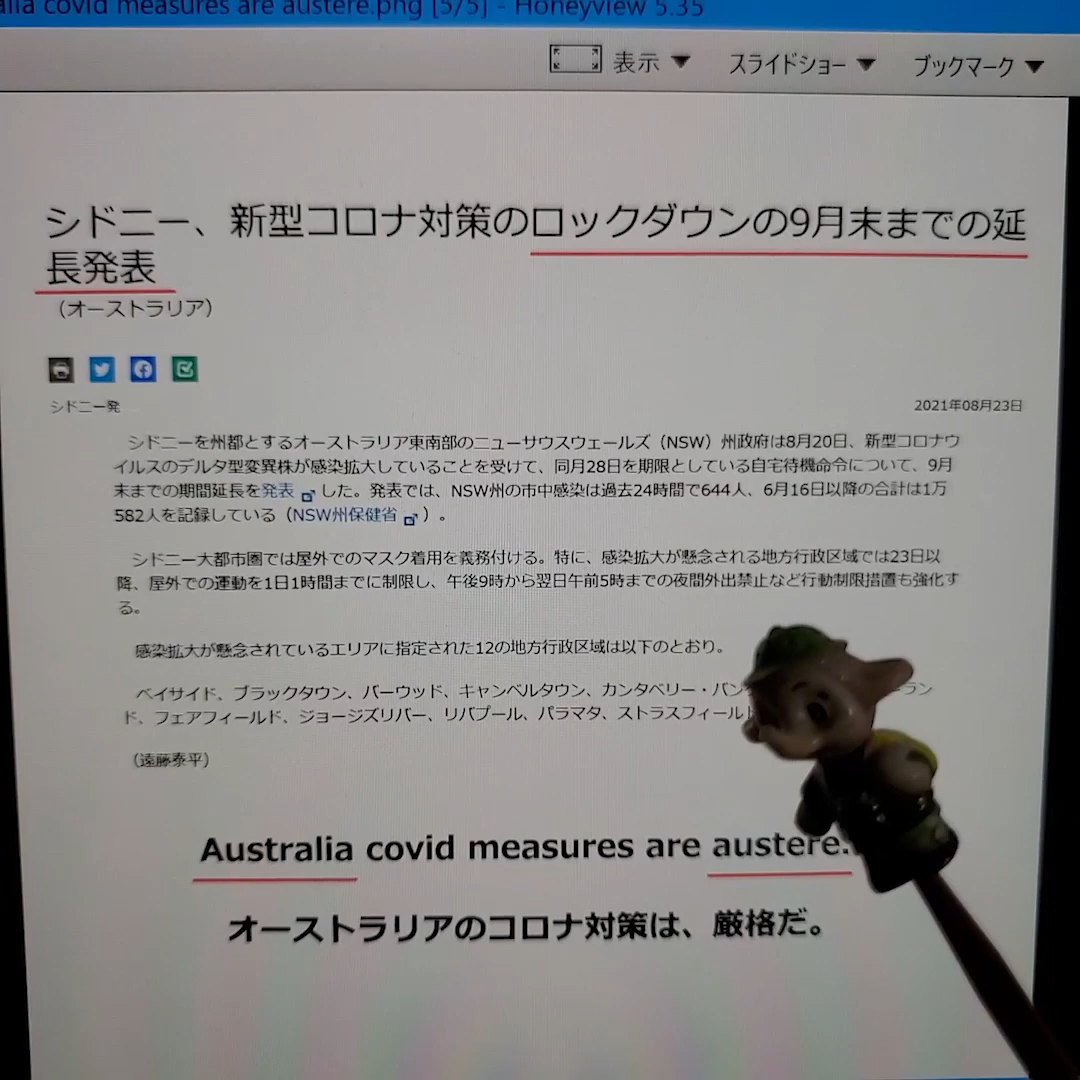 alia covid measures are austere.png [5/5] - Honeyview 5.35
表示 ▼ スライドショー ▼ ブックマーク ▼
シドニー、新型コロナ対策のロックダウンの9月末までの延
長発表
（オーストラリア）
シドニー発 2021年08月23日
シドニーを州都とするオーストラリア東南部のニューサウスウェールズ（NSW）州政府は8月20日、新型コロナウ
イルスのデルタ型変異株が感染拡大していることを受けて、同月28日を期限としている自宅待機命令について、9月
末までの期間延長を発表した。発表では、NSW州の市中感染は過去24時間で644人、6月16日以降の合計は1万
582人を記録している（NSW州保健省）。
シドニー大都市圏では屋外でのマスク着用を義務付ける。特に、感染拡大が懸念される地方行政区域では23日以
降、屋外での運動を1日1時間までに制限し、午後9時から翌日午前5時までの夜間外出禁止など行動制限措置も強化す
る。
感染拡大が懸念されているエリアに指定された12の地方行政区域は以下のとおり。
ベイサイド、ブラックタウン、バーウッド、キャンベルタウン、カンタベリー・バン
ド、フェアフィールド、ジョージズリバー、リバプール、パラマタ、ストラスフィール
（遠藤泰平）
Australia covid measures are austere.
オーストラリアのコロナ対策は、厳格だ。